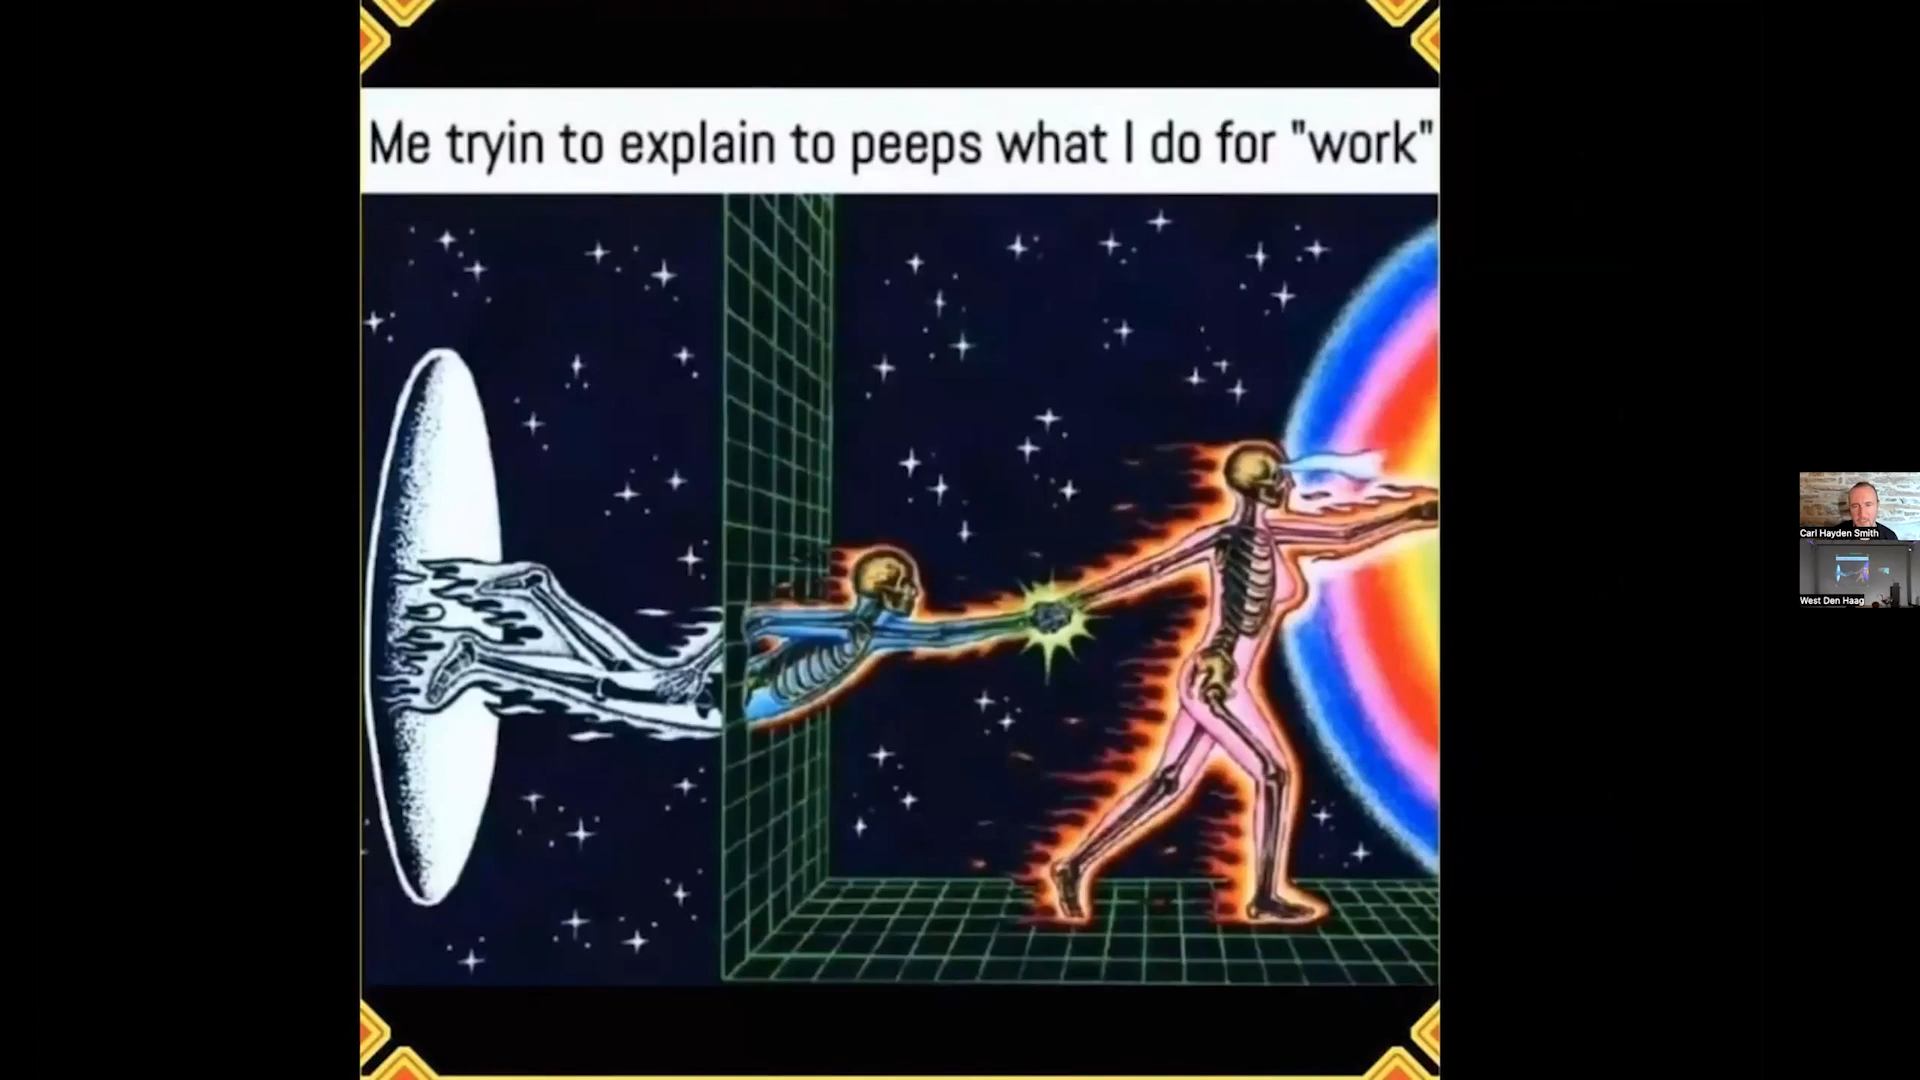 Me tryin to explain to peeps what I do for "work"
Carl Hayden Smith
West Den Haag